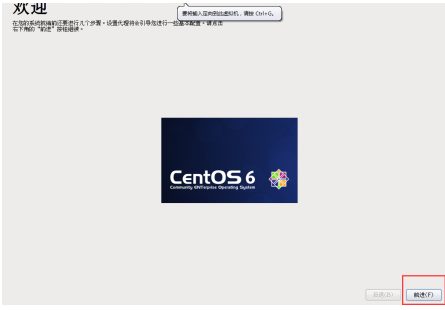 欢迎
要将输入定向到此虚拟机，请按 Ctrl+G。
在您的系统就绪前还要进行几个步骤。设置代理将会引导您进行一些基本配置。请点击
右下角的“前进”按钮继续。
CentOS 6
Community ENTerprise Operating System
后退(B)
前进(F)